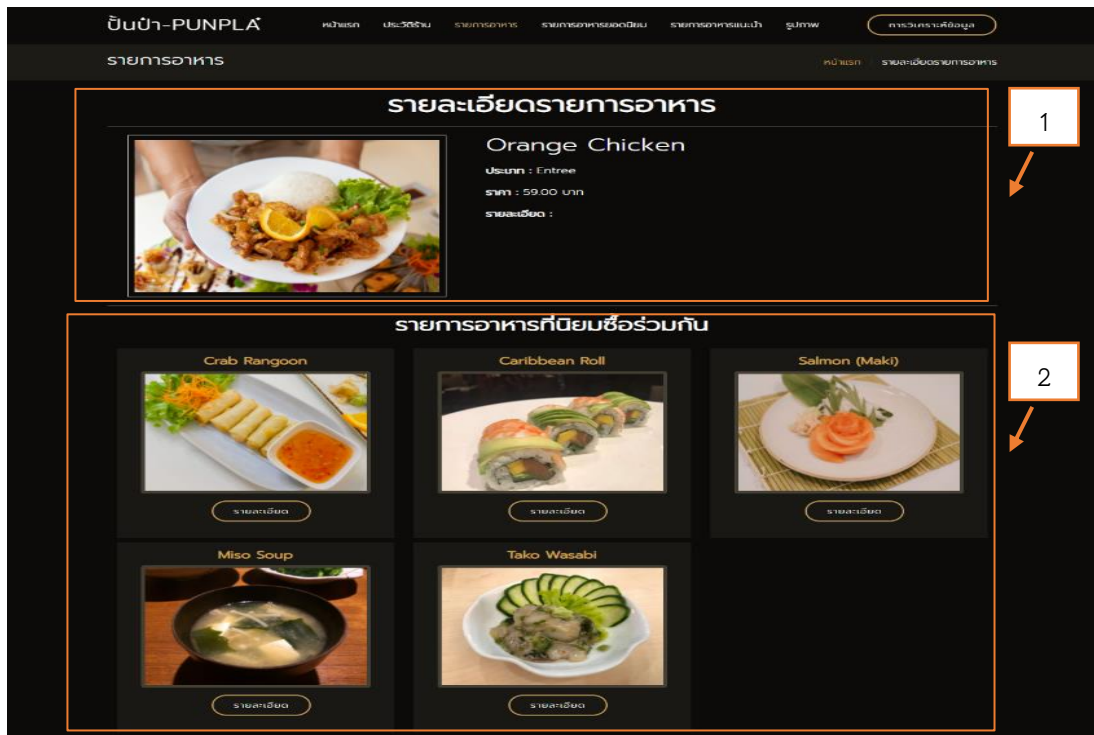 ปั้นป๋า-PUNPLA
หน้าแรก ประวัติร้าน รายการอาหาร รายการอาหารยอดนิยม รายการอาหารแนะนำ รูปภาพ การวิเคราะห์ข้อมูล
รายการอาหาร หน้าแรก รายละเอียดรายการอาหาร
รายละเอียดรายการอาหาร
1
Orange Chicken
ประเภท : Entree
ราคา : 59.00 บาท
รายละเอียด :
รายการอาหารที่นิยมซื้อร่วมกัน
2
Crab Rangoon Caribbean Roll Salmon (Maki)
รายละเอียด รายละเอียด รายละเอียด
Miso Soup Tako Wasabi
รายละเอียด รายละเอียด